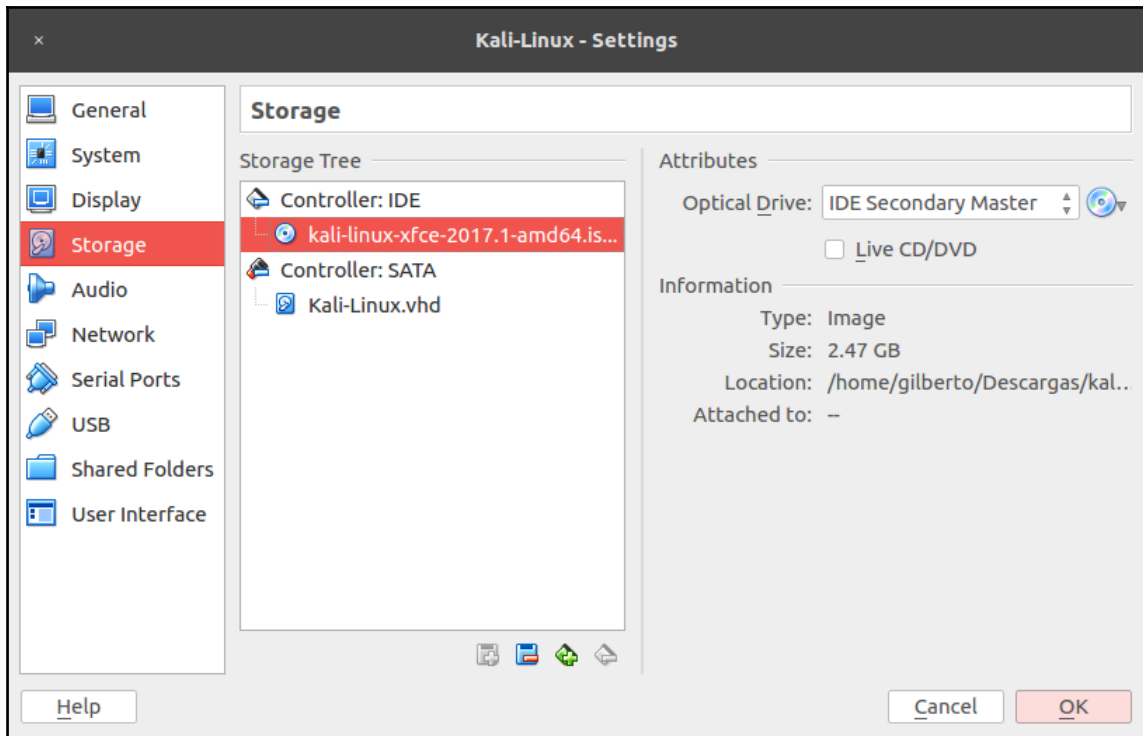 Kali-Linux - Settings
General
System
Display
Storage
Audio
Network
Serial Ports
USB
Shared Folders
User Interface
Storage
Storage Tree
Controller: IDE
kali-linux-xfce-2017.1-amd64.is...
Controller: SATA
Kali-Linux.vhd
Attributes
Optical Drive: IDE Secondary Master
Live CD/DVD
Information
Type: Image
Size: 2.47 GB
Location: /home/gilberto/Descargas/kal...
Attached to: --
Help
Cancel
OK